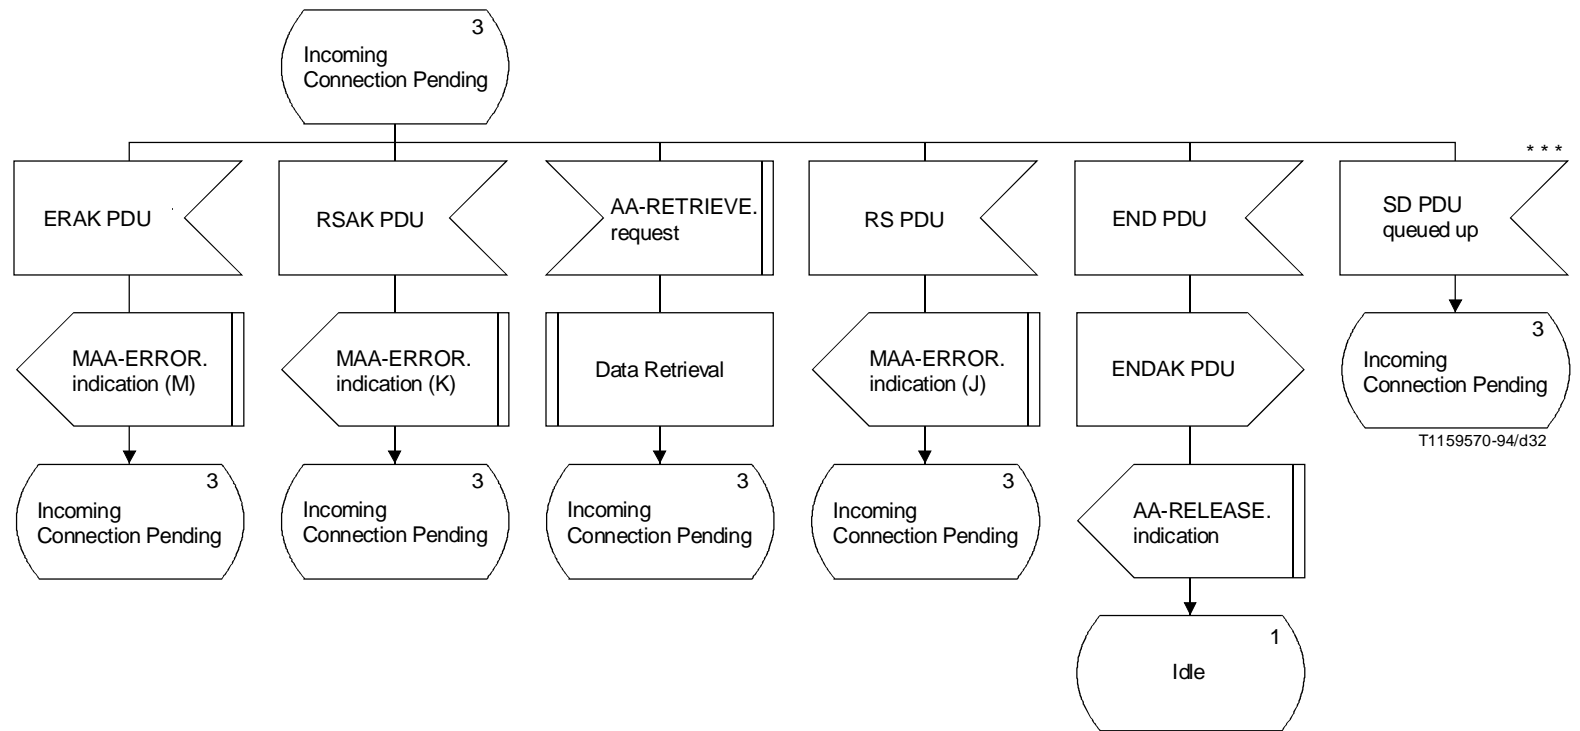 3
Incoming
Connection Pending
* * *
ERAK PDU
RSAK PDU
AA-RETRIEVE.
request
RS PDU
END PDU
SD PDU
queued up
MAA-ERROR.
indication (M)
MAA-ERROR.
indication (K)
Data Retrieval
MAA-ERROR.
indication (J)
ENDAK PDU
3
Incoming
Connection Pending
T1159570-94/d32
3
Incoming
Connection Pending
3
Incoming
Connection Pending
3
Incoming
Connection Pending
3
Incoming
Connection Pending
AA-RELEASE.
indication
1
Idle